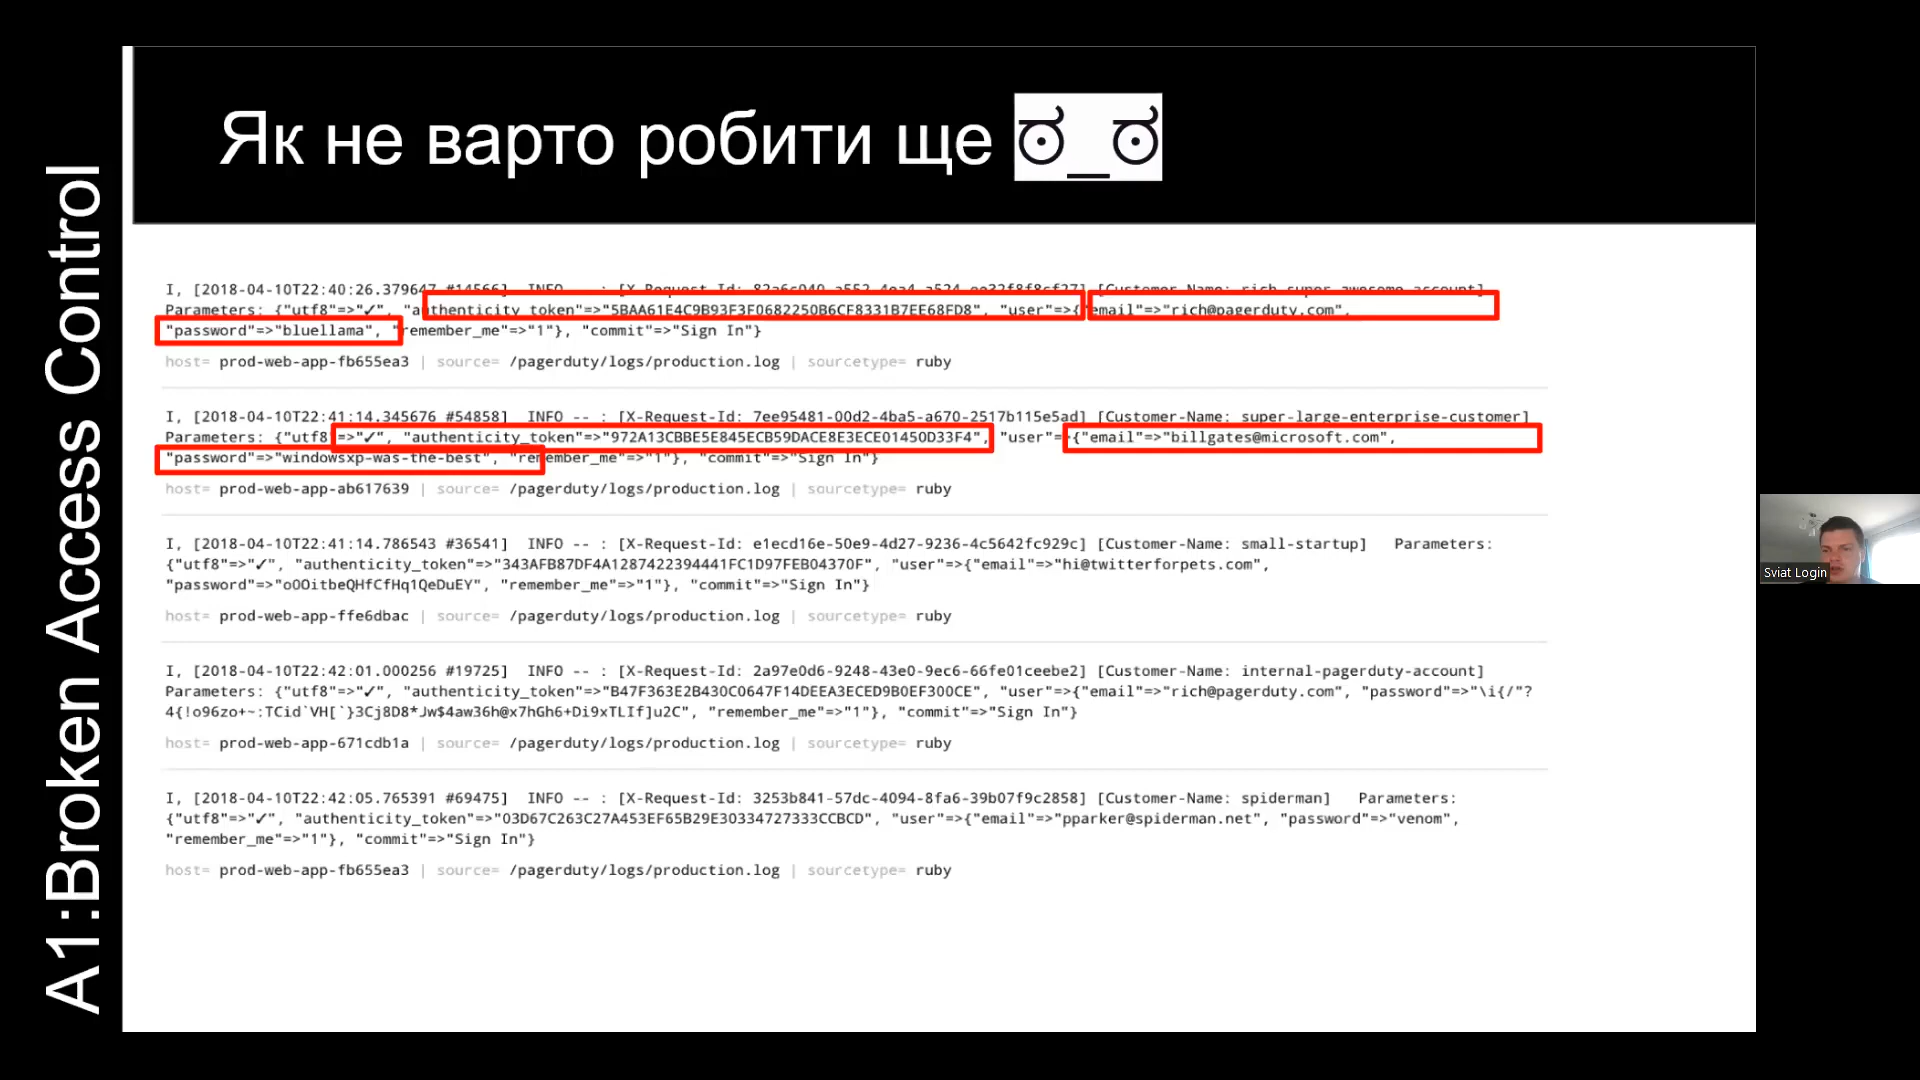 A1:Broken Access Control
Як не варто робити ще ಠ_ಠ
I, [2018-04-10T22:40:26.379647 #14566]  INFO -- : [X-Request-Id: 82a6c040-a552-4ea4-a524-ee32f8f8cf27] [Customer-Name: rich-super-awesome-account]
Parameters: {"utf8"=>"✓", "authenticity_token"=>"5BAA61E4C9B93F3F0682250B6CF8331B7EE68FD8", "user"=>{"email"=>"rich@pagerduty.com",
"password"=>"bluellama", "remember_me"=>"1"}, "commit"=>"Sign In"}
host= prod-web-app-fb655ea3 | source= /pagerduty/logs/production.log | sourcetype= ruby
I, [2018-04-10T22:41:14.345676 #54858]  INFO -- : [X-Request-Id: 7ee95481-00d2-4ba5-a670-2517b115e5ad] [Customer-Name: super-large-enterprise-customer]
Parameters: {"utf8"=>"✓", "authenticity_token"=>"972A13CBBE5E845ECB59DACE8E3ECE01450D33F4", "user"=>{"email"=>"billgates@microsoft.com",
"password"=>"windowsxp-was-the-best", "remember_me"=>"1"}, "commit"=>"Sign In"}
host= prod-web-app-ab617639 | source= /pagerduty/logs/production.log | sourcetype= ruby
I, [2018-04-10T22:41:14.786543 #36541]  INFO -- : [X-Request-Id: e1ecd16e-50e9-4d27-9236-4c5642fc929c] [Customer-Name: small-startup]   Parameters:
{"utf8"=>"✓", "authenticity_token"=>"343AFB87DF4A1287422394441FC1D97FEB04370F", "user"=>{"email"=>"hi@twitterforpets.com",
"password"=>"oOOitbeQHfCfHq1QeDuEY", "remember_me"=>"1"}, "commit"=>"Sign In"}
host= prod-web-app-ffe6dbac | source= /pagerduty/logs/production.log | sourcetype= ruby
I, [2018-04-10T22:42:01.000256 #19725]  INFO -- : [X-Request-Id: 2a97e0d6-9248-43e0-9ec6-66fe01ceebe2] [Customer-Name: internal-pagerduty-account]
Parameters: {"utf8"=>"✓", "authenticity_token"=>"B47F363E2B430C0647F14DEEA3ECED9B0EF300CE", "user"=>{"email"=>"rich@pagerduty.com", "password"=>"\i{/"?
4{!o96zo+~:TCid`VH[`}3Cj8D8*Jw$4aw36h@x7hGh6+Di9xTLIf]u2C", "remember_me"=>"1"}, "commit"=>"Sign In"}
host= prod-web-app-671cdb1a | source= /pagerduty/logs/production.log | sourcetype= ruby
I, [2018-04-10T22:42:05.765391 #69475]  INFO -- : [X-Request-Id: 3253b841-57dc-4094-8fa6-39b07f9c2858] [Customer-Name: spiderman]   Parameters:
{"utf8"=>"✓", "authenticity_token"=>"03D67C263C27A453EF65B29E30334727333CCBCD", "user"=>{"email"=>"pparker@spiderman.net", "password"=>"venom",
"remember_me"=>"1"}, "commit"=>"Sign In"}
host= prod-web-app-fb655ea3 | source= /pagerduty/logs/production.log | sourcetype= ruby
Sviat Login